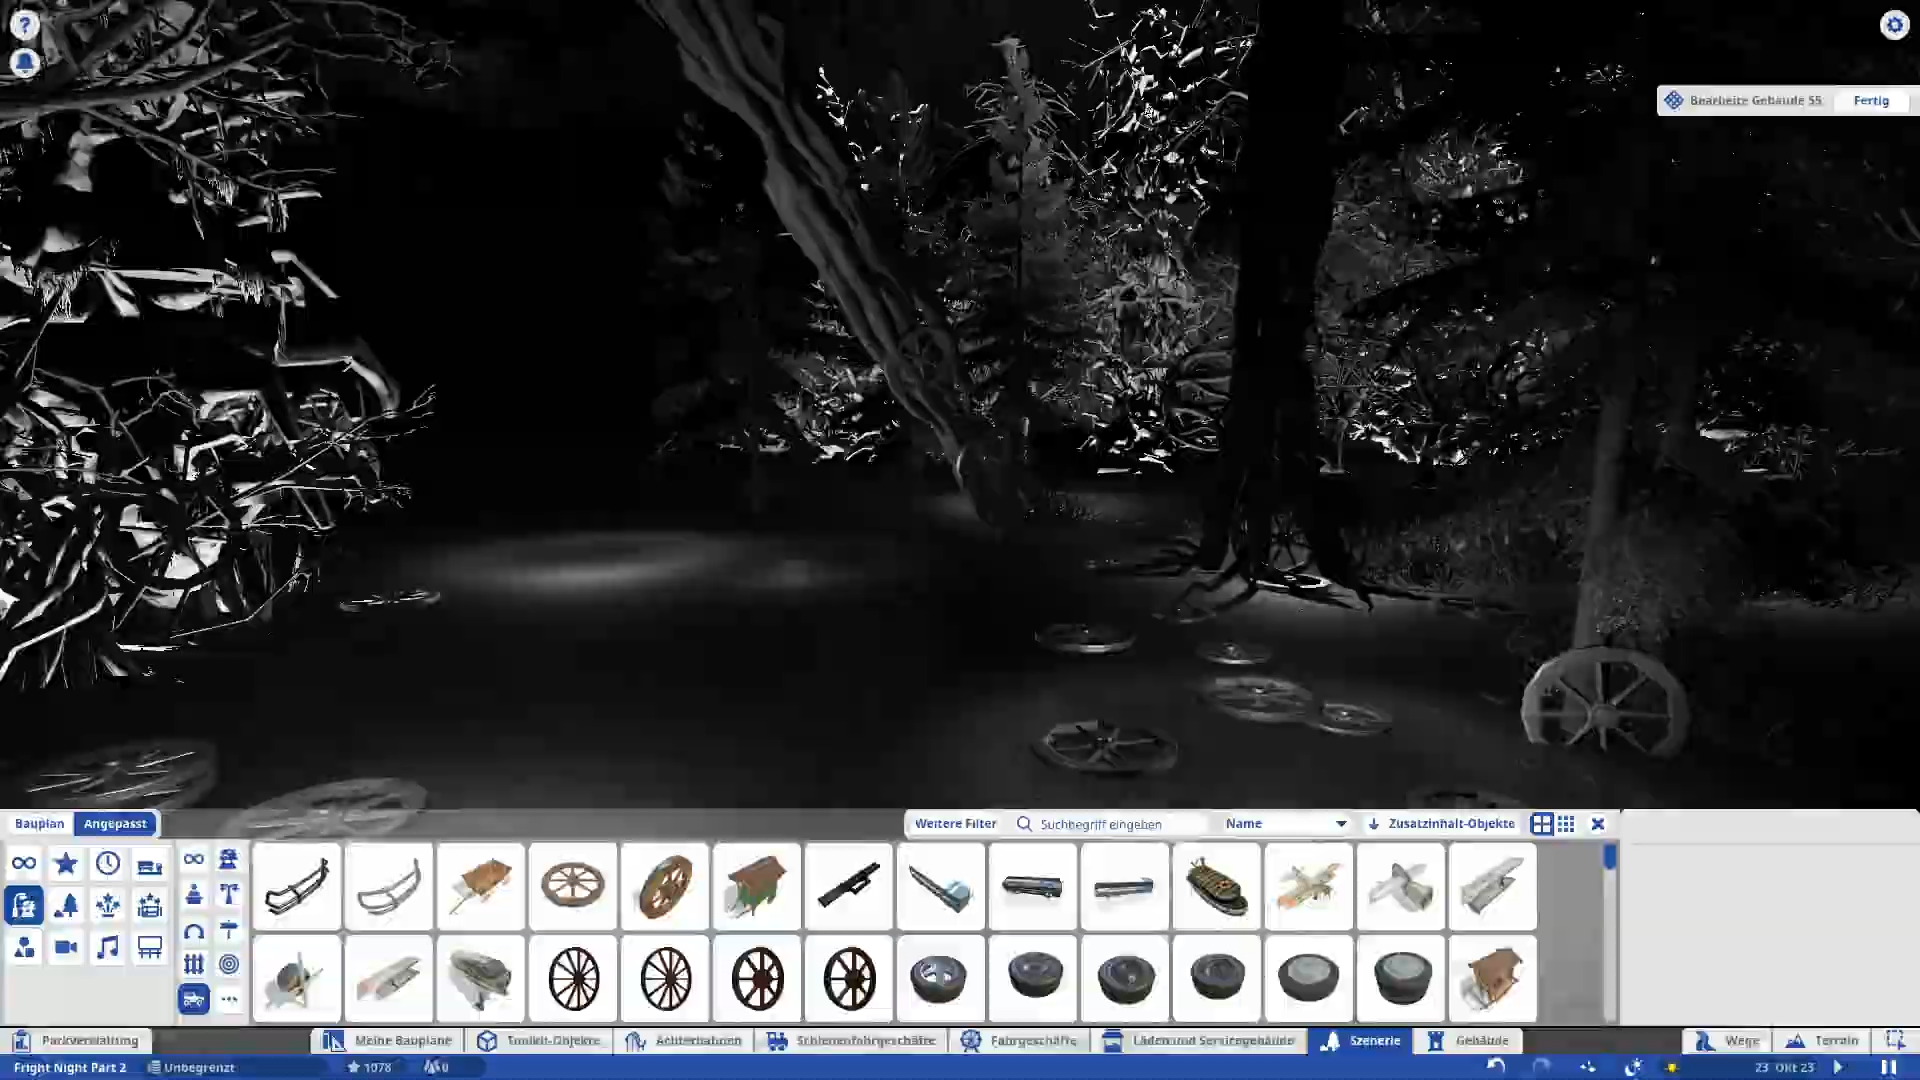 ?
Bearbeite Gebäude 55 Fertig
Bauplan Angepasst Weitere Filter Suchbegriff eingeben Name Zusatzinhalt-Objekte
Parkverwaltung Meine Baupläne Toolkit-Objekte Achterbahnen Schienenfahrgeschäfte Fahrgeschäfte Läden und Servicegebäude Szenerie Gebäude Wege Terrain
Fright Night Part 2 Unbegrenzt 1078 0 23 Okt 23